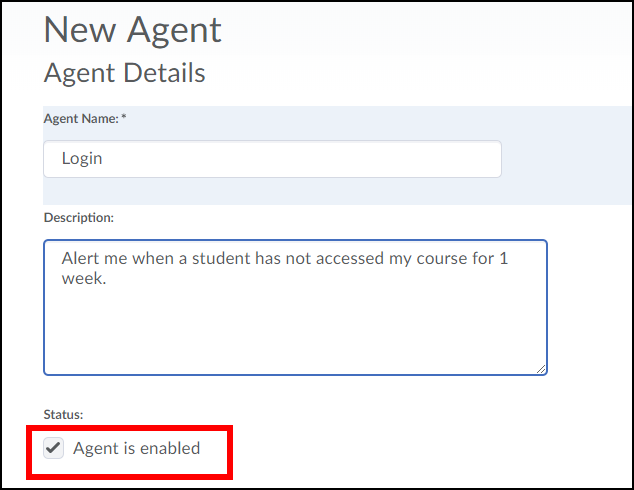 New Agent
Agent Details
Agent Name: *
Login
Description:
Alert me when a student has not accessed my course for 1
week.
Status:
Agent is enabled